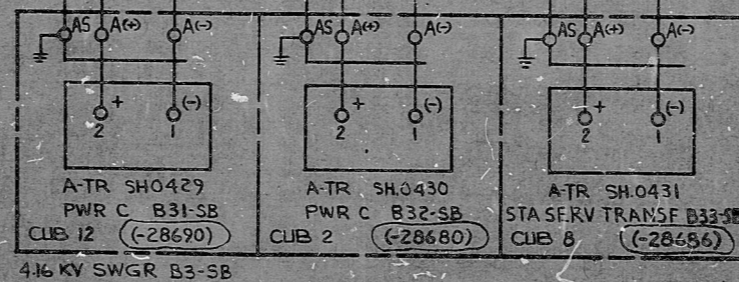 AS A(+) A(-) AS A(+) A(-) AS A(+) A(-)
+ (-) + (-) + (-)
2 1 2 1 2 1
A-TR SH0429 A-TR SH.0430 A-TR SH.0431
PWR C B31-SB PWR C B32-SB STA SERV TRANSF B33-SB
CUB 12 (-28690) CUB 2 (-28680) CUB 8 (-28686)
4.16 KV SWGR B3-SB